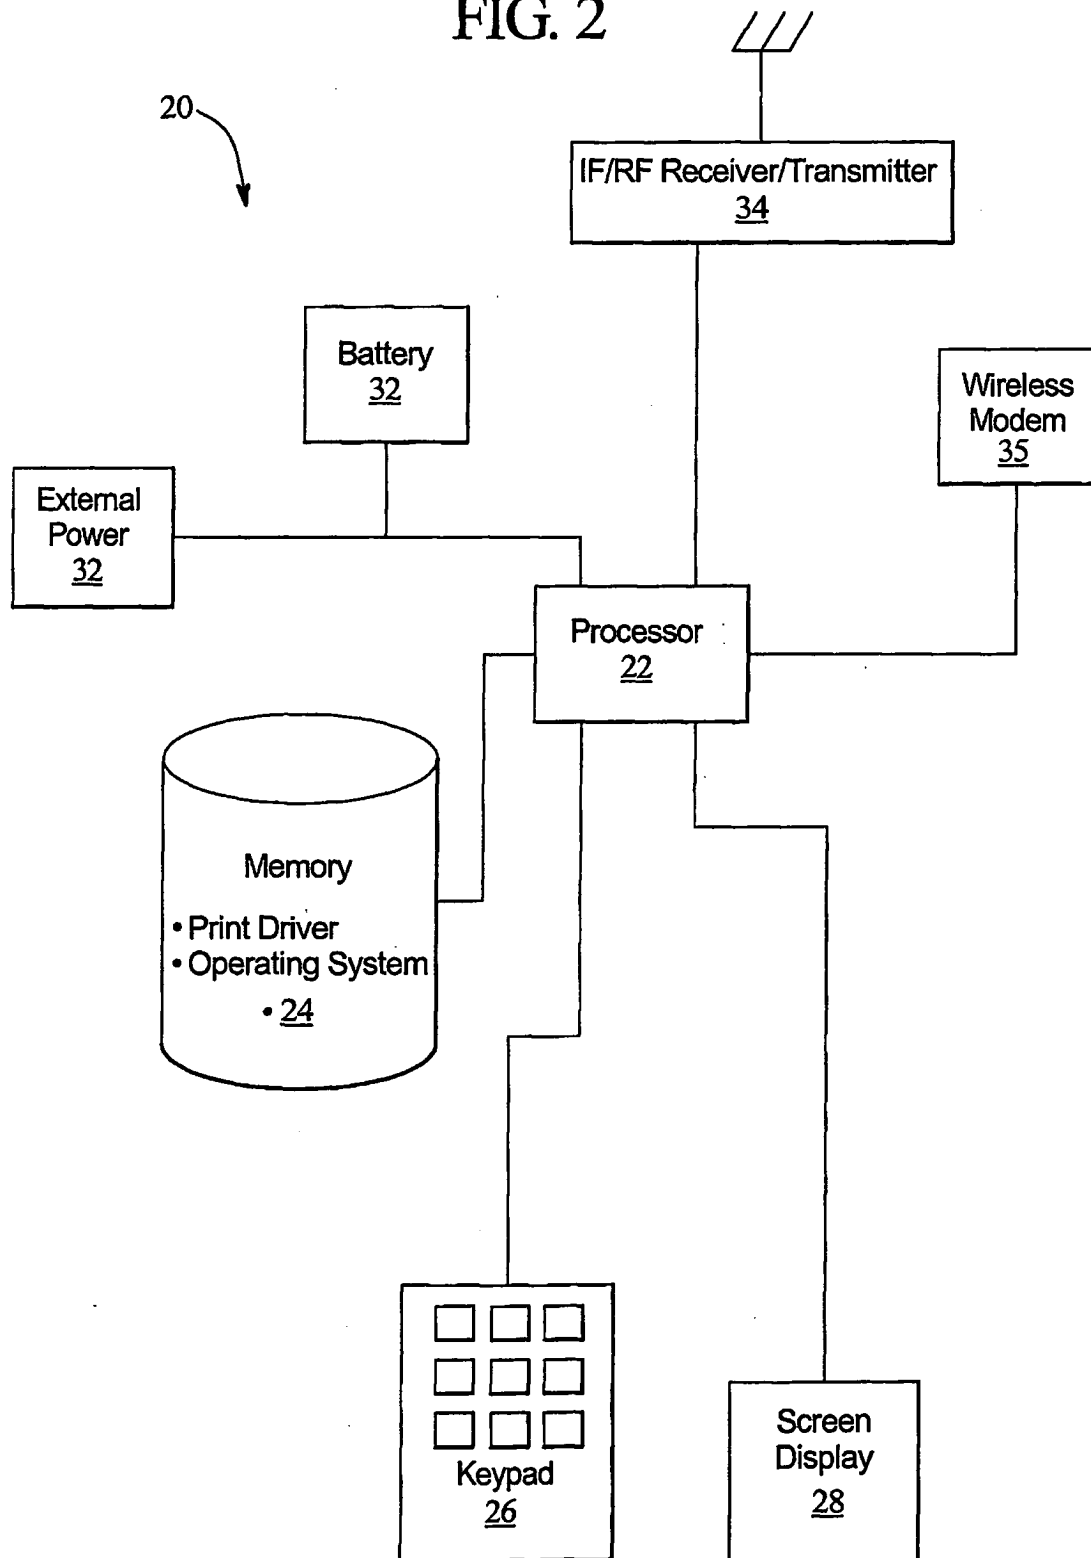 FIG. 2
20
IF/RF Receiver/Transmitter
34
Battery
32
Wireless
Modem
35
External
Power
32
Processor
22
Memory
• Print Driver
• Operating System
• 24
Keypad
26
Screen
Display
28